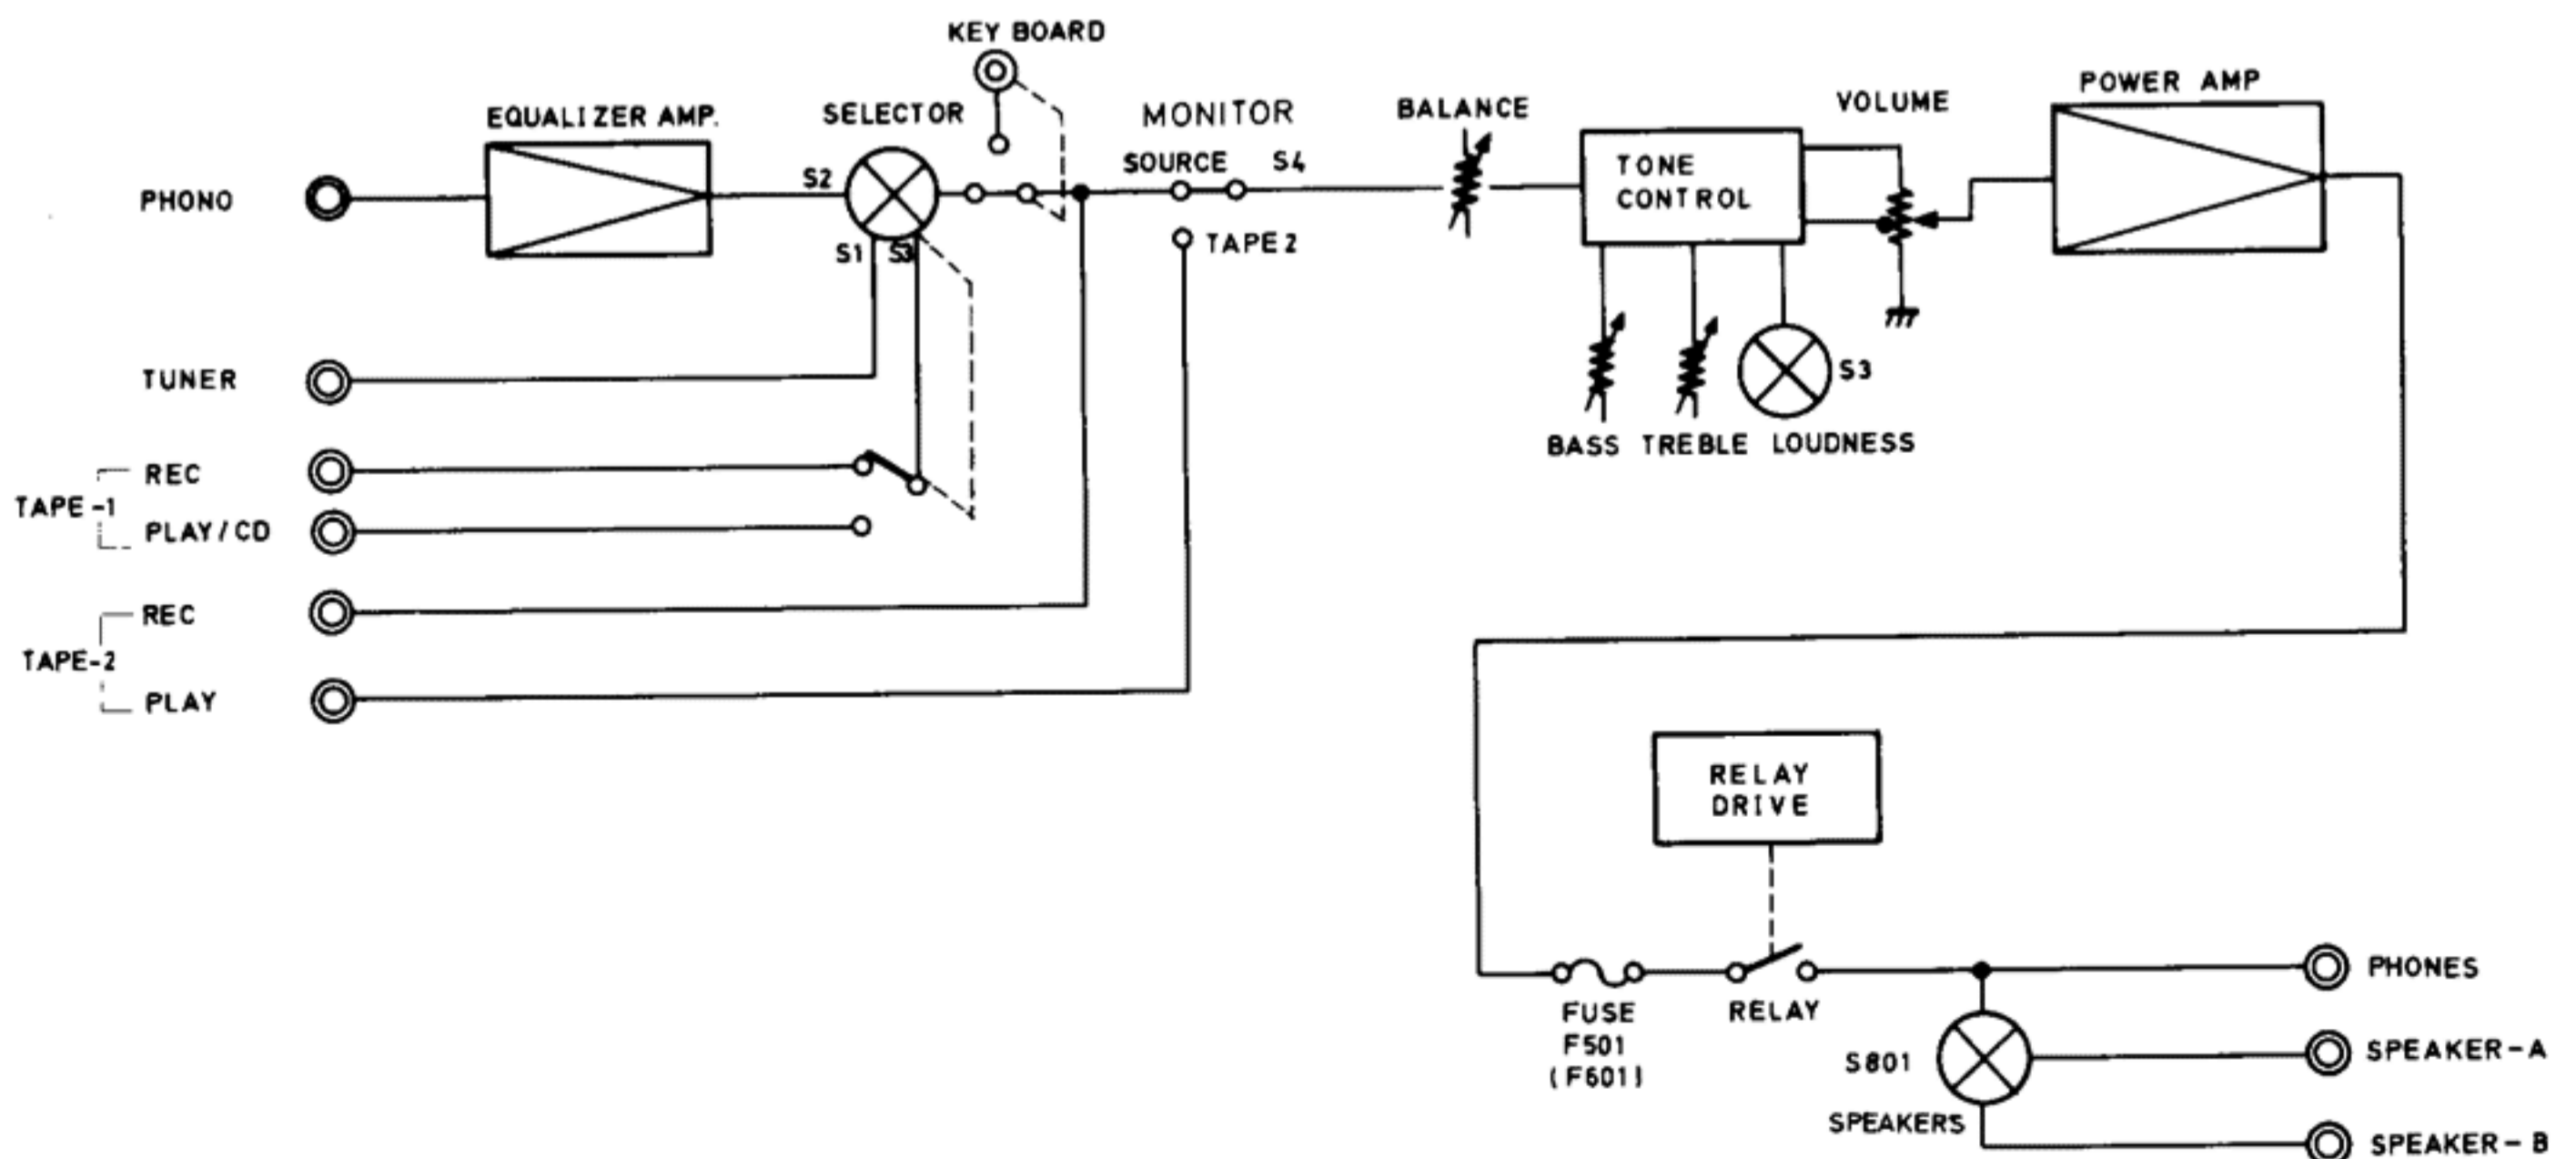 KEY BOARD
EQUALIZER AMP.
SELECTOR
MONITOR
BALANCE
VOLUME
POWER AMP
PHONO
S2
SOURCE S4
TONE
CONTROL
S1 S3
TAPE 2
TUNER
S3
BASS TREBLE LOUDNESS
TAPE-1
REC
PLAY/CD
TAPE-2
REC
PLAY
RELAY
DRIVE
FUSE
F501
(F601)
RELAY
PHONES
S801
SPEAKERS
SPEAKER-A
SPEAKER-B